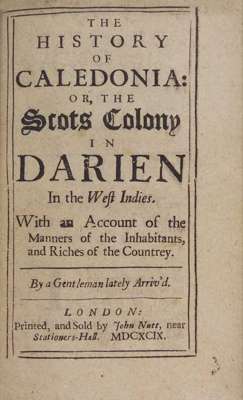 THE
HISTORY
OF
CALEDONIA:
OR, THE
Scots Colony
IN
DARIEN
In the West Indies.
With an Account of the
Manners of the Inhabitants,
and Riches of the Countrey.
By a Gentleman lately Arriv'd.
LONDON:
Printed, and Sold by John Nutt, near
Stationers-Hall. MDCXCIX.